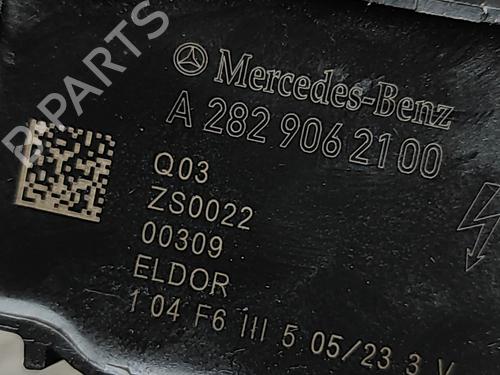 B-PARTS
Mercedes-Benz
A 282 906 2100
Q03
ZS0022
00309
ELDOR
1 04 F6 III 5 05/23 3 V